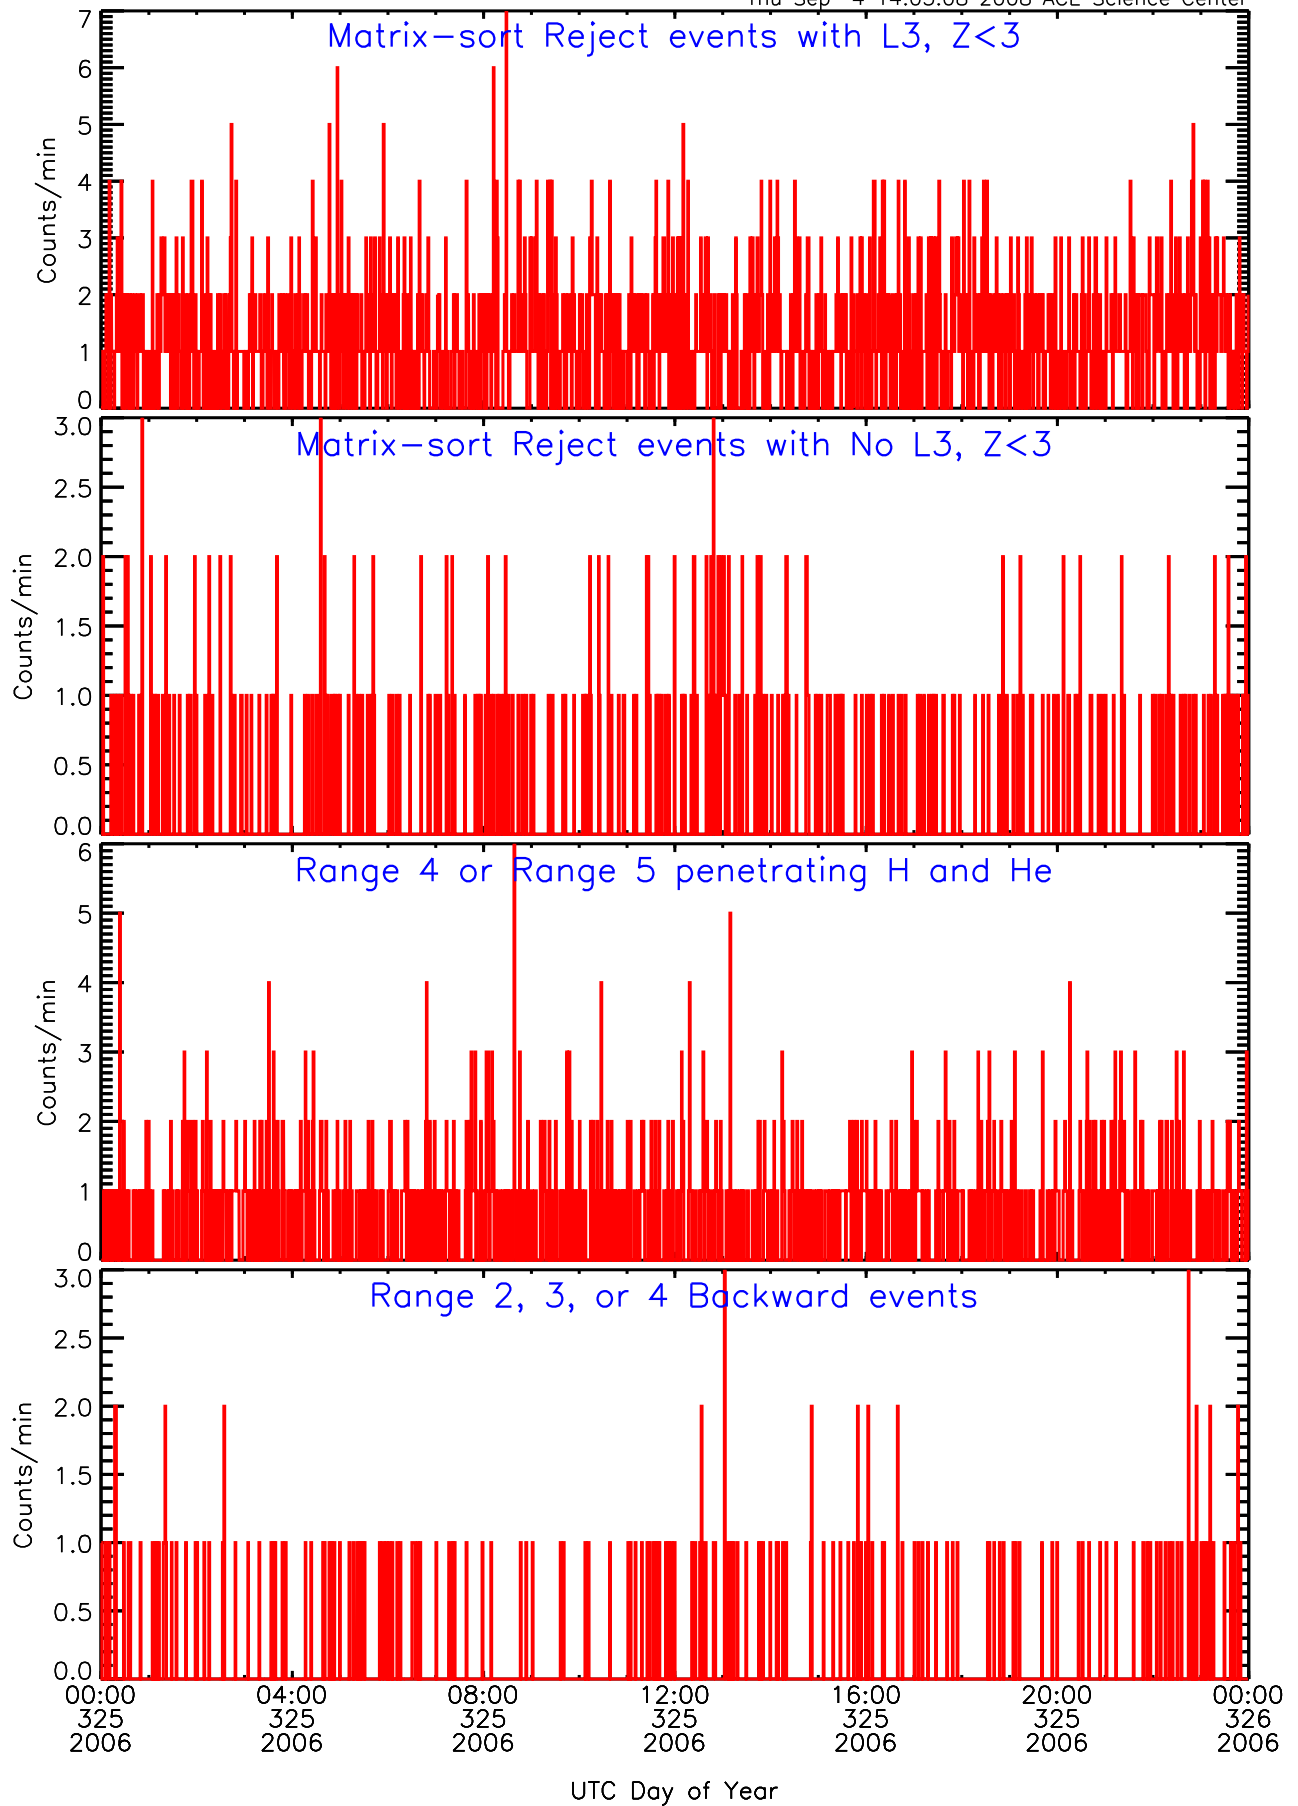 Matrix-sort Reject events with L3, Z<3
7
6
5
4
3
2
1
0
Counts/min
Matrix-sort Reject events with No L3, Z<3
3.0
2.5
2.0
1.5
1.0
0.5
0.0
Counts/min
Range 4 or Range 5 penetrating H and He
6
5
4
3
2
1
0
Counts/min
Range 2, 3, or 4 Backward events
3.0
2.5
2.0
1.5
1.0
0.5
0.0
Counts/min
00:00 04:00 08:00 12:00 16:00 20:00 00:00
325 325 325 325 325 325 326
2006 2006 2006 2006 2006 2006 2006
UTC Day of Year